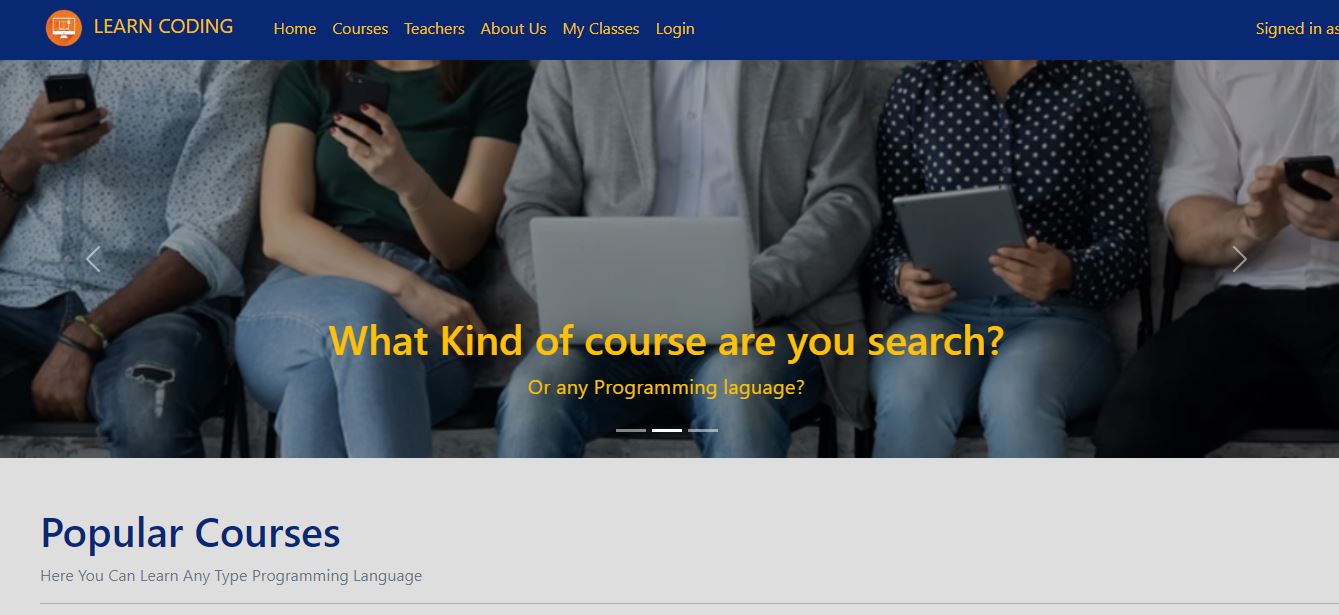 LEARN CODING
Home Courses Teachers About Us My Classes Login
Signed in as
What Kind of course are you search?
Or any Programming laguage?
Popular Courses
Here You Can Learn Any Type Programming Language